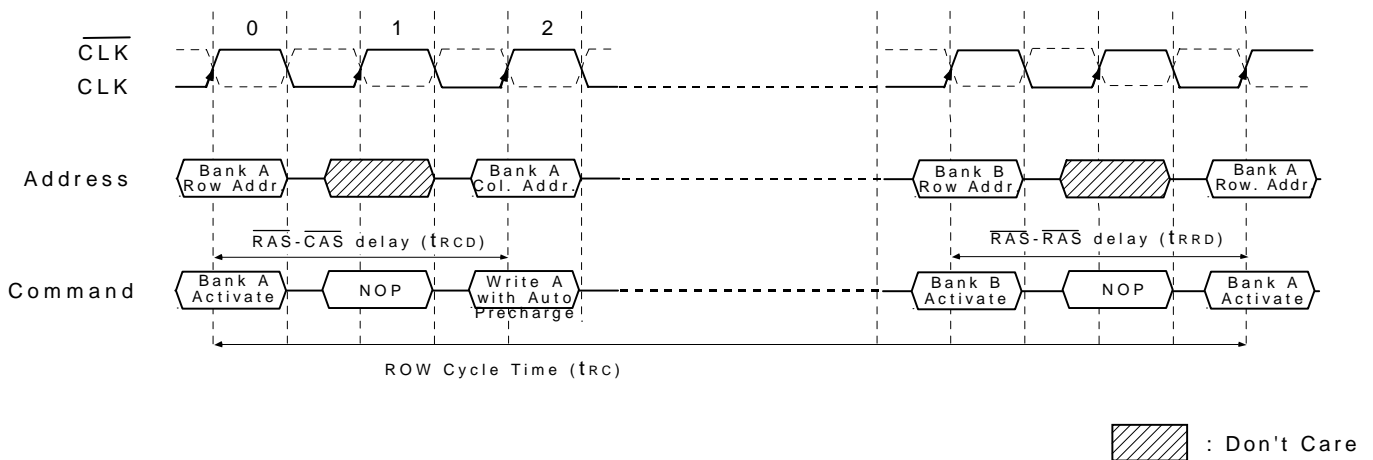 0 1 2
CLK
CLK
Address
Bank A
Row Addr.
Bank A
Col. Addr.
Bank B
Row Addr.
Bank A
Row. Addr.
RAS-CAS delay (tRCD)
RAS-RAS delay (tRRD)
Command
Bank A
Activate
NOP
Write A
with Auto
Precharge
Bank B
Activate
NOP
Bank A
Activate
ROW Cycle Time (tRC)
: Don't Care